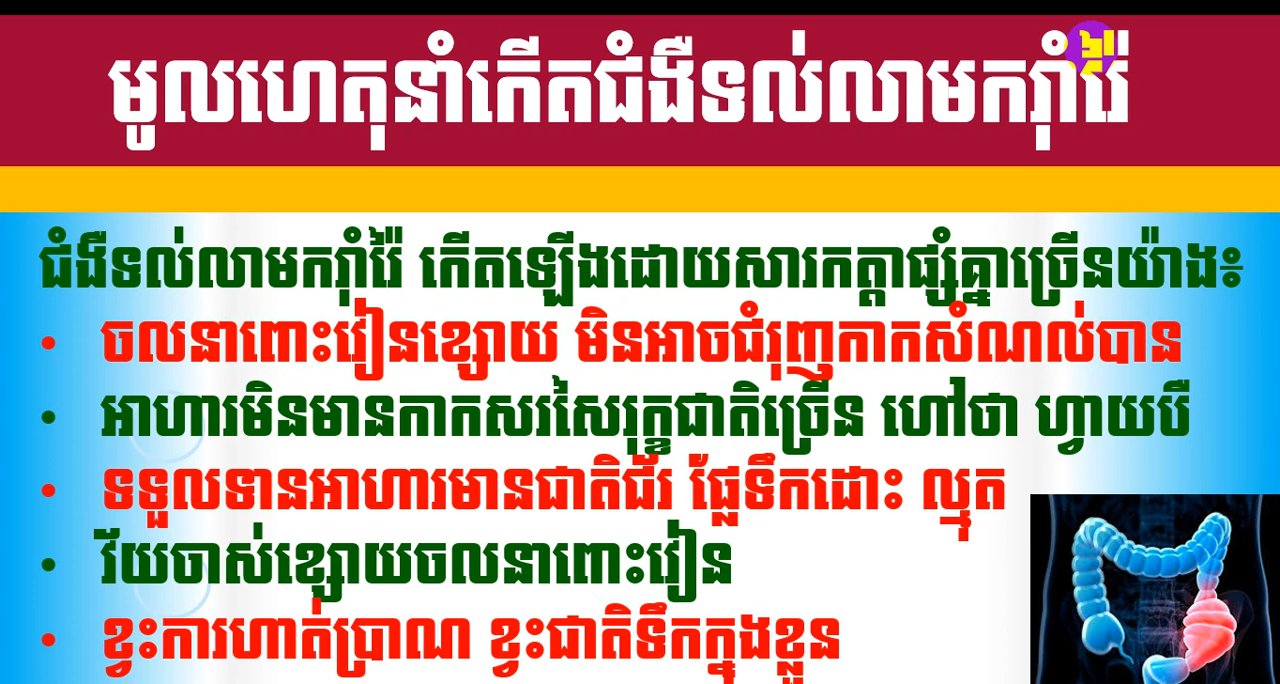 មូលហេតុនាំកើតជំងឺទល់លាមករ៉ាំរ៉ៃ
ជំងឺទល់លាមករ៉ាំរ៉ៃ កើតឡើងដោយសារកត្តាផ្សំគ្នាច្រើនយ៉ាង៖
• ចលនាពោះវៀនខ្សោយ មិនអាចជំរុញកាកសំណល់បាន
• អាហារមិនមានកាកសរសៃរុក្ខជាតិច្រើន ហៅថា ហ្វាយបឺ
• ទទួលទានអាហារមានជាតិជ័រ ផ្លែទឹកដោះ ល្មុត
• វ័យចាស់ខ្សោយចលនាពោះវៀន
• ខ្វះការហាត់ប្រាណ ខ្វះជាតិទឹកក្នុងខ្លួន